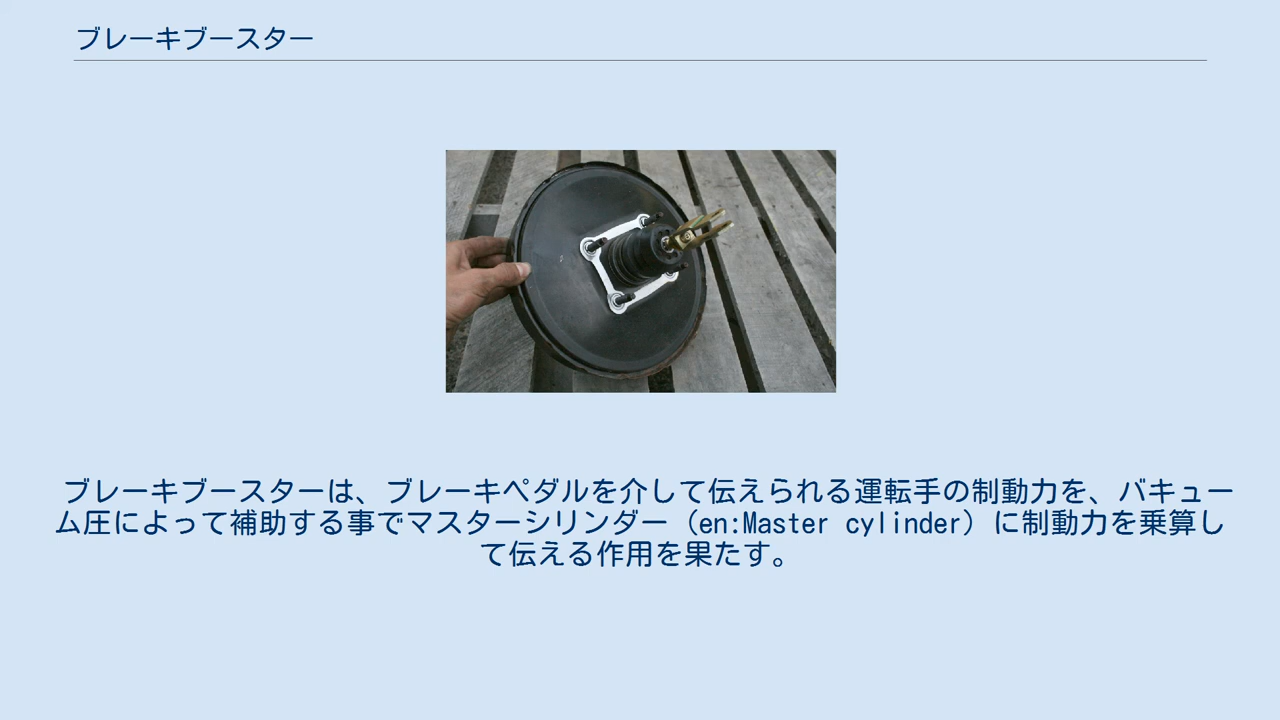 ブレーキブースター
ブレーキブースターは、ブレーキペダルを介して伝えられる運転手の制動力を、バキュー
ム圧によって補助する事でマスターシリンダー（en:Master cylinder）に制動力を乗算し
て伝える作用を果たす。